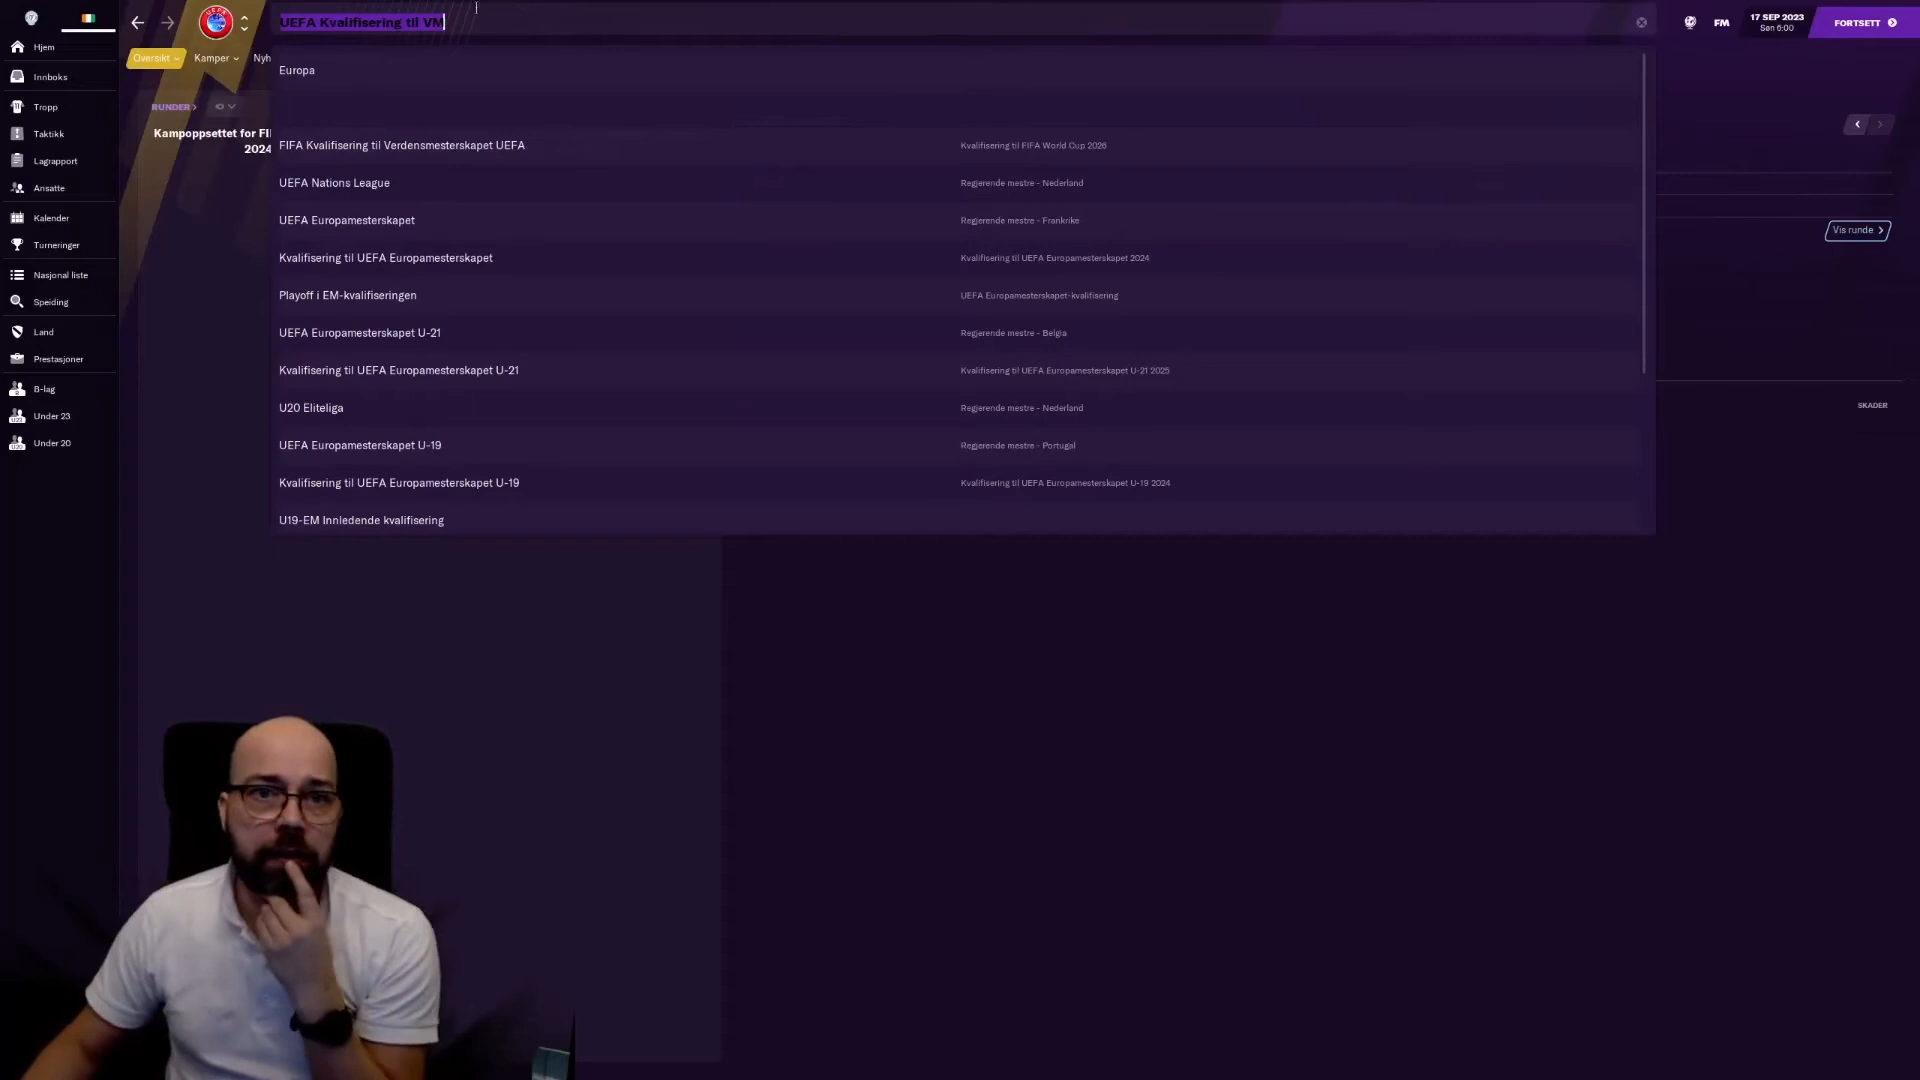 UEFA Kvalifisering til VM
FM
17 SEP 2023
Søn 6:00
FORTSETT
Hjem
Innboks
Tropp
Taktikk
Lagrapport
Ansatte
Kalender
Turneringer
Nasjonal liste
Speiding
Land
Prestasjoner
B-lag
Under 23
Under 20
Oversikt
Kamper
Nyh
RUNDER
Kampoppsettet for FI
2024
Europa
FIFA Kvalifisering til Verdensmesterskapet UEFA
Kvalifisering til FIFA World Cup 2026
UEFA Nations League
Regjerende mestre - Nederland
UEFA Europamesterskapet
Regjerende mestre - Frankrike
Kvalifisering til UEFA Europamesterskapet
Kvalifisering til UEFA Europamesterskapet 2024
Playoff i EM-kvalifiseringen
UEFA Europamesterskapet-kvalifisering
UEFA Europamesterskapet U-21
Regjerende mestre - Belgia
Kvalifisering til UEFA Europamesterskapet U-21
Kvalifisering til UEFA Europamesterskapet U-21 2025
U20 Eliteliga
Regjerende mestre - Nederland
UEFA Europamesterskapet U-19
Regjerende mestre - Portugal
Kvalifisering til UEFA Europamesterskapet U-19
Kvalifisering til UEFA Europamesterskapet U-19 2024
U19-EM Innledende kvalifisering
Vis runde
SKADER